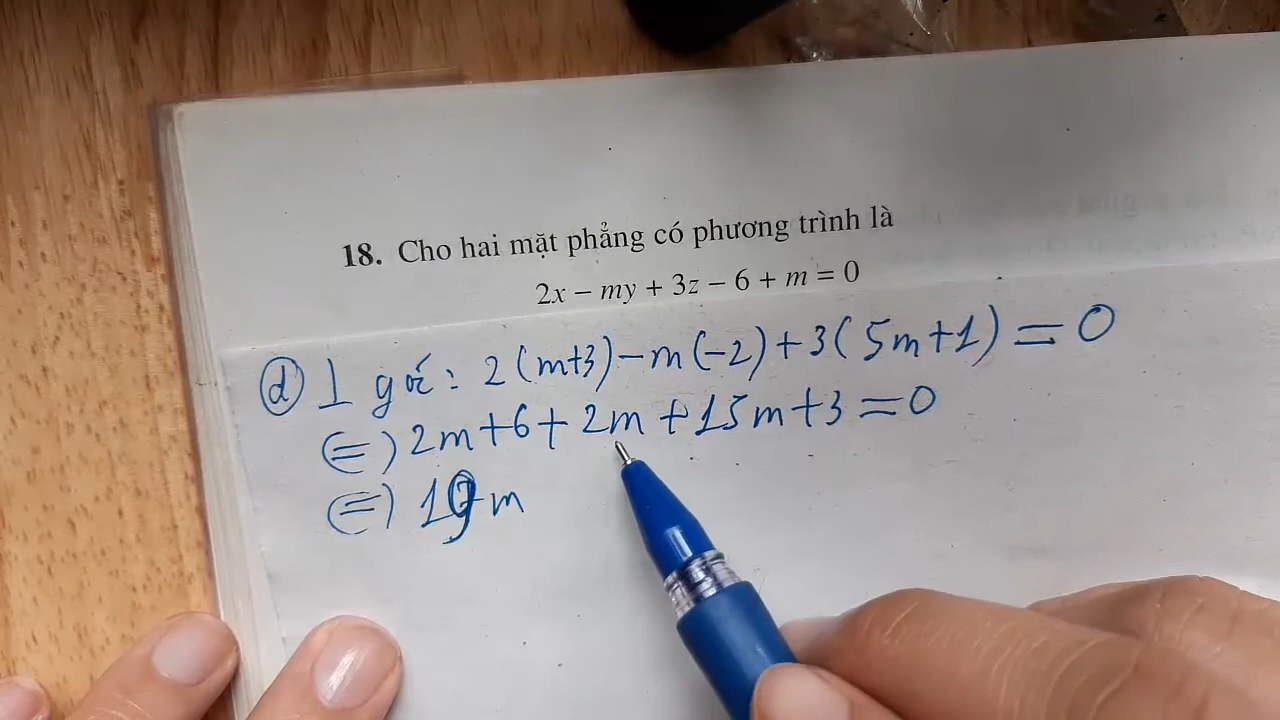 18. Cho hai mặt phẳng có phương trình là
2x – my + 3z – 6 + m = 0
d) ⊥ góc : 2(m+3)–m(–2)+3(5m+1) = 0
(=) 2m+6+2m+15m+3=0
(=) 19m